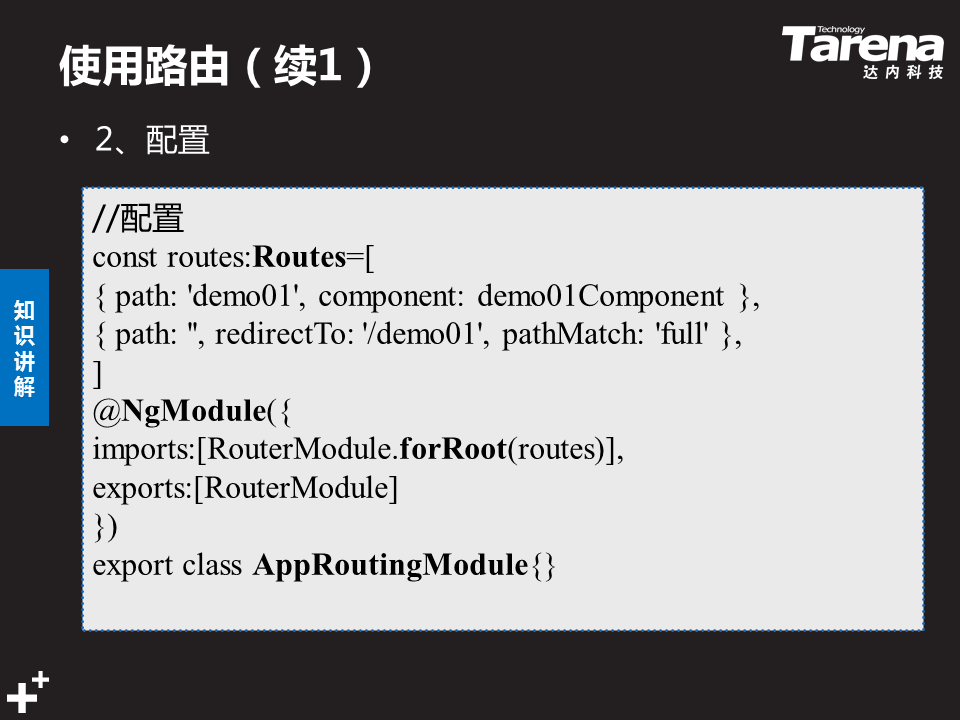 使用路由（续1）
Technology
Tarena
达内科技
• 2、配置
知识讲解
//配置
const routes:Routes=[
{ path: 'demo01', component: demo01Component },
{ path: '', redirectTo: '/demo01', pathMatch: 'full' },
]
@NgModule({
imports:[RouterModule.forRoot(routes)],
exports:[RouterModule]
})
export class AppRoutingModule{}